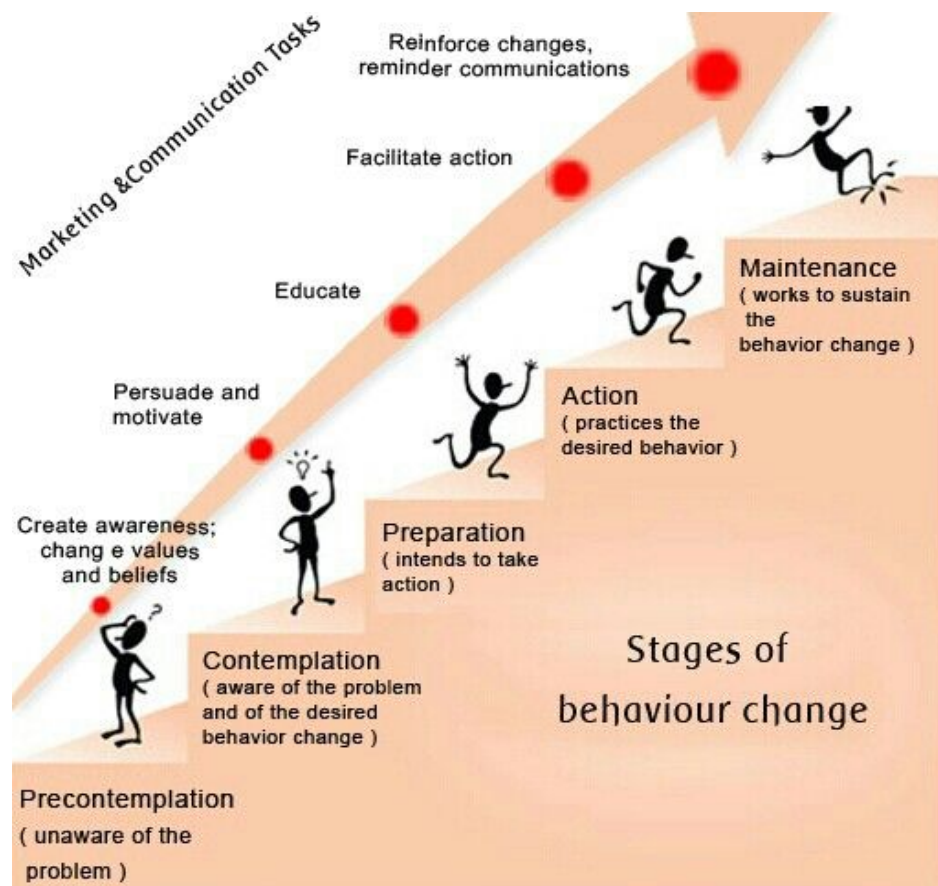 Marketing &Communication Tasks
Reinforce changes,
reminder communications
Facilitate action
Educate
Persuade and
motivate
Create awareness;
chang e values
and beliefs
?
Maintenance
( works to sustain
the
behavior change )
Action
( practices the
desired behavior )
Preparation
( intends to take
action )
Contemplation
( aware of the problem
and of the desired
behavior change )
Precontemplation
( unaware of the
problem )
Stages of
behaviour change